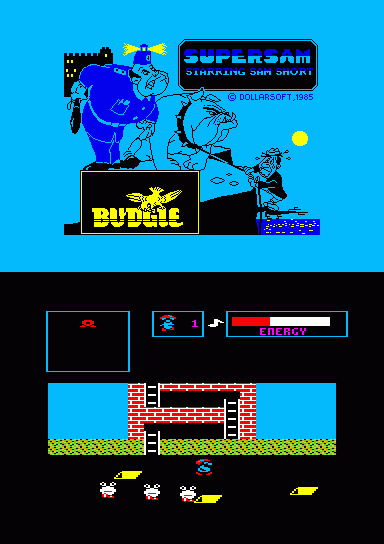 SUPERSAM
STARRING SAM SHORT
© DOLLARSOFT,1985
BUDGIE
1
ENERGY